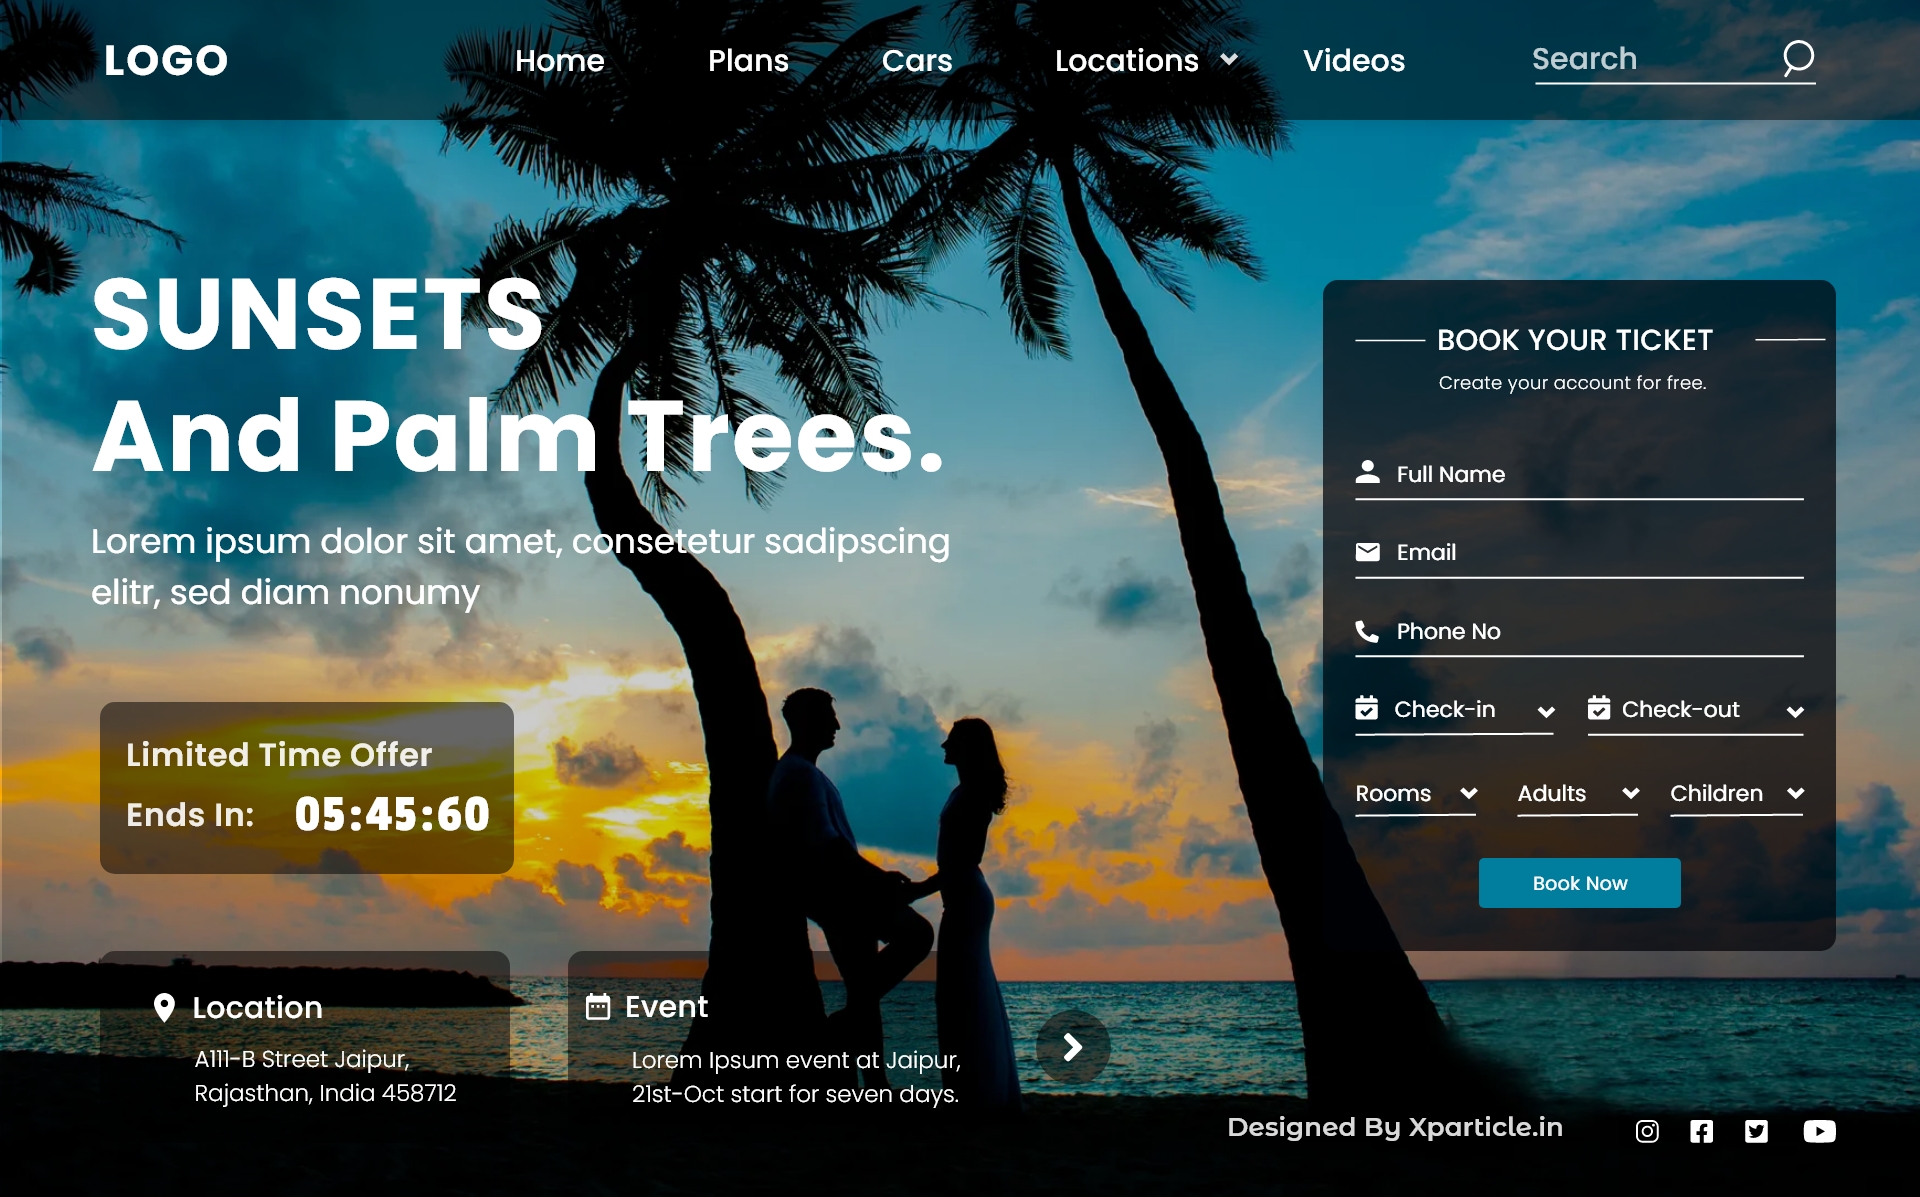 LOGO
Home
Plans
Cars
Locations
Videos
Search
SUNSETS
And Palm Trees.
Lorem ipsum dolor sit amet, consetetur sadipscing
elitr, sed diam nonumy
Limited Time Offer
Ends In: 05:45:60
Location
A111-B Street Jaipur,
Rajasthan, India 458712
Event
Lorem Ipsum event at Jaipur,
21st-Oct start for seven days.
BOOK YOUR TICKET
Create your account for free.
Full Name
Email
Phone No
Check-in
Check-out
Rooms
Adults
Children
Book Now
Designed By Xparticle.in